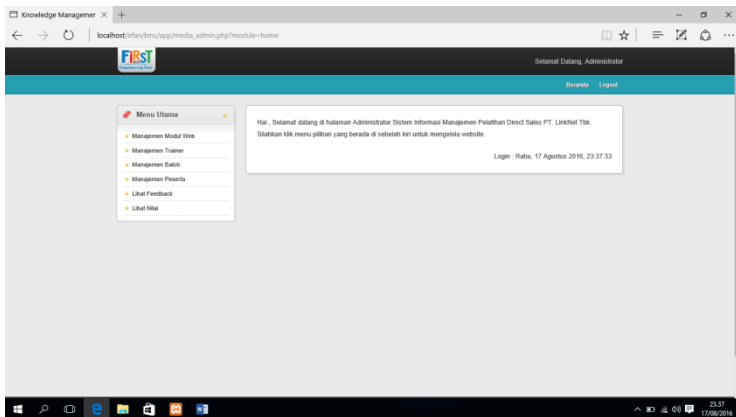 Knowledge Managemer
localhost/irfan/kms/app/media_admin.php?module=home
FiRST
Selamat Datang, Administrator
Beranda Logout
Menu Utama
Manajemen Modul Web
Manajemen Trainer
Manajemen Batch
Manajemen Peserta
Lihat Feedback
Lihat Nilai
Hai , Selamat datang di halaman Administrator Sistem Informasi Manajemen Pelatihan Direct Sales PT. LinkNet Tbk.
Silahkan klik menu pilihan yang berada di sebelah kiri untuk mengelola website.
Login : Rabu, 17 Agustus 2016, 23:37:33
23.37
17/08/2016